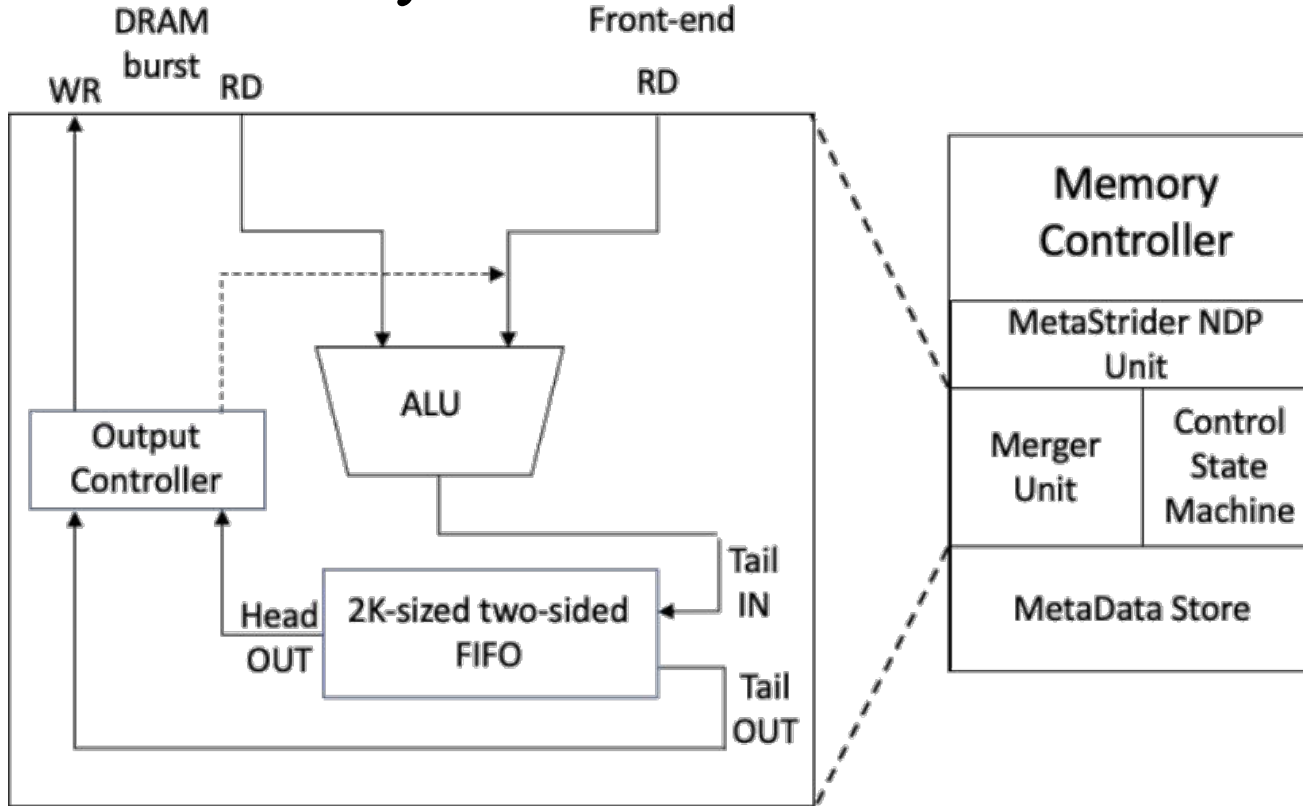 DRAM
burst
WR
RD
Front-end
RD
ALU
Output
Controller
Tail
IN
Head
OUT
2K-sized two-sided
FIFO
Tail
OUT
Memory
Controller
MetaStrider NDP
Unit
Merger
Unit
Control
State
Machine
MetaData Store